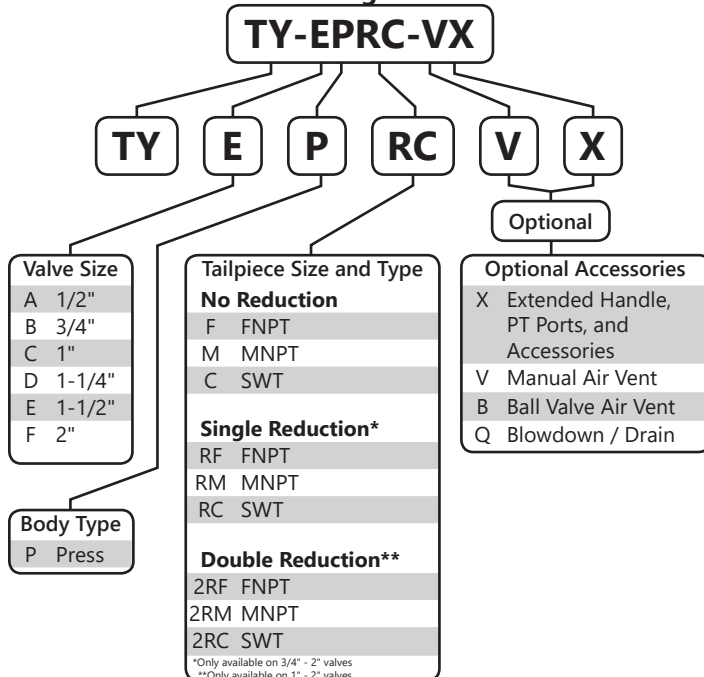 TY-EPRC-VX
TY E P RC V X
Optional
Valve Size
A 1/2"
B 3/4"
C 1"
D 1-1/4"
E 1-1/2"
F 2"
Body Type
P Press
Tailpiece Size and Type
No Reduction
F FNPT
M MNPT
C SWT
Single Reduction*
RF FNPT
RM MNPT
RC SWT
Double Reduction**
2RF FNPT
2RM MNPT
2RC SWT
*Only available on 3/4" - 2" valves
**Only available on 1" - 2" valves
Optional Accessories
X Extended Handle,
PT Ports, and
Accessories
V Manual Air Vent
B Ball Valve Air Vent
Q Blowdown / Drain